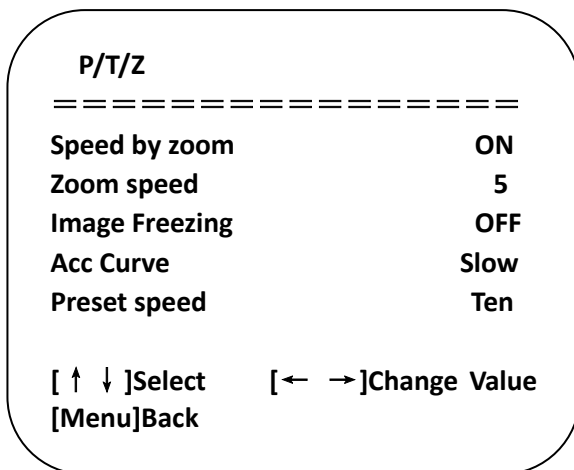 P/T/Z
================
Speed by zoom ON
Zoom speed 5
Image Freezing OFF
Acc Curve Slow
Preset speed Ten
[ ↑ ↓ ]Select [← →]Change Value
[Menu]Back